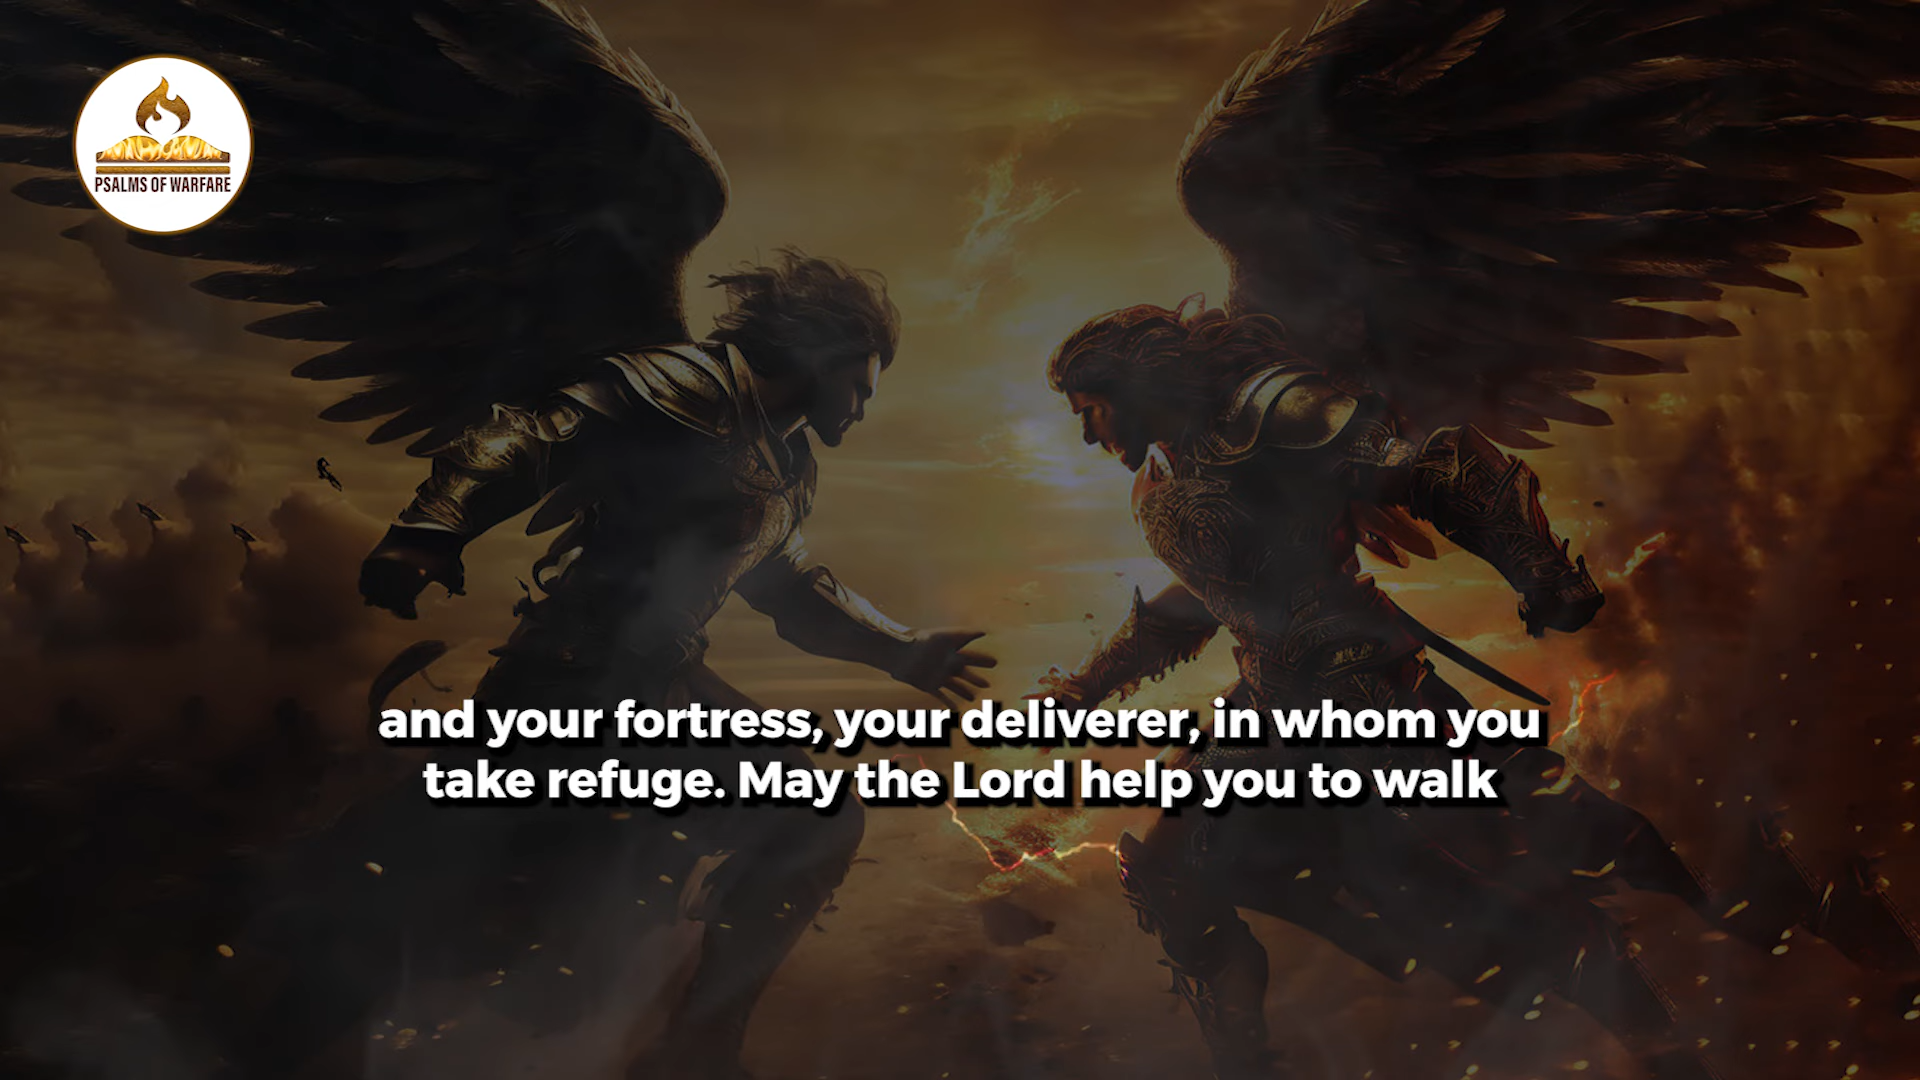 PSALMS OF WARFARE
and your fortress, your deliverer, in whom you
take refuge. May the Lord help you to walk